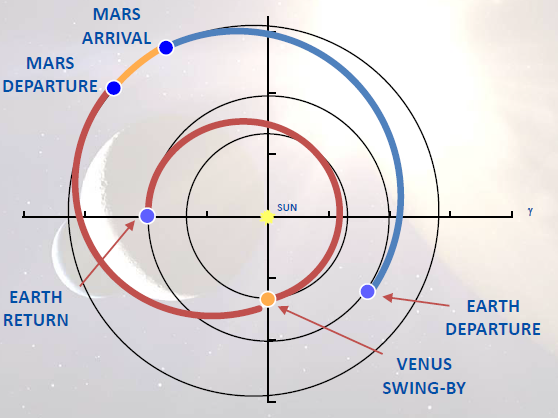 MARS
ARRIVAL
MARS
DEPARTURE
SUN
γ
EARTH
RETURN
EARTH
DEPARTURE
VENUS
SWING-BY